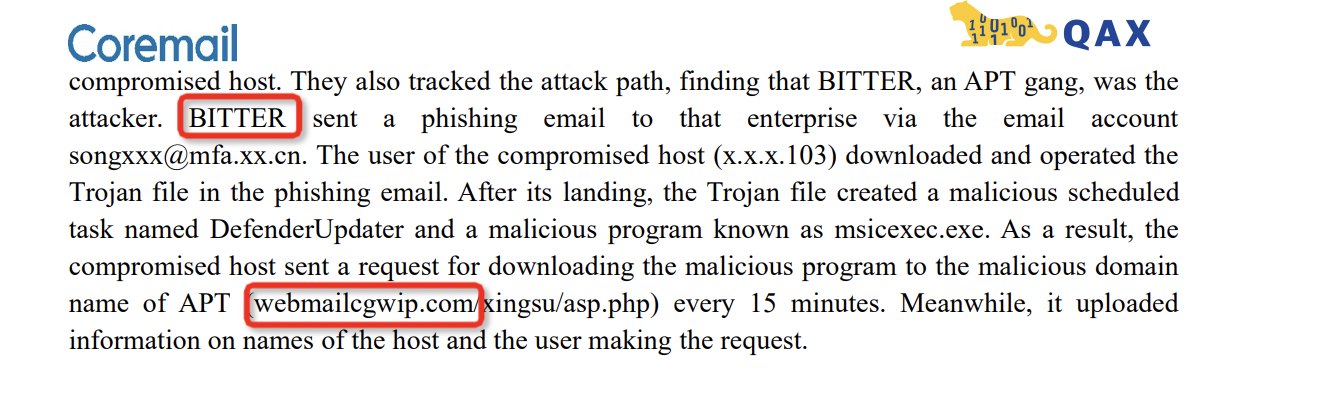 Coremail
QAX
compromised host. They also tracked the attack path, finding that BITTER, an APT gang, was the
attacker. BITTER sent a phishing email to that enterprise via the email account
songxxx@mfa.xx.cn. The user of the compromised host (x.x.x.103) downloaded and operated the
Trojan file in the phishing email. After its landing, the Trojan file created a malicious scheduled
task named DefenderUpdater and a malicious program known as msicexec.exe. As a result, the
compromised host sent a request for downloading the malicious program to the malicious domain
name of APT (webmailcgwip.com/xingsu/asp.php) every 15 minutes. Meanwhile, it uploaded
information on names of the host and the user making the request.